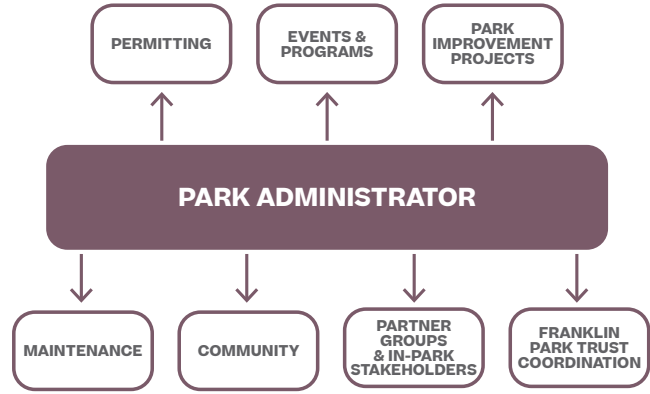 PERMITTING
EVENTS &
PROGRAMS
PARK
IMPROVEMENT
PROJECTS
PARK ADMINISTRATOR
MAINTENANCE
COMMUNITY
PARTNER
GROUPS
& IN-PARK
STAKEHOLDERS
FRANKLIN
PARK TRUST
COORDINATION